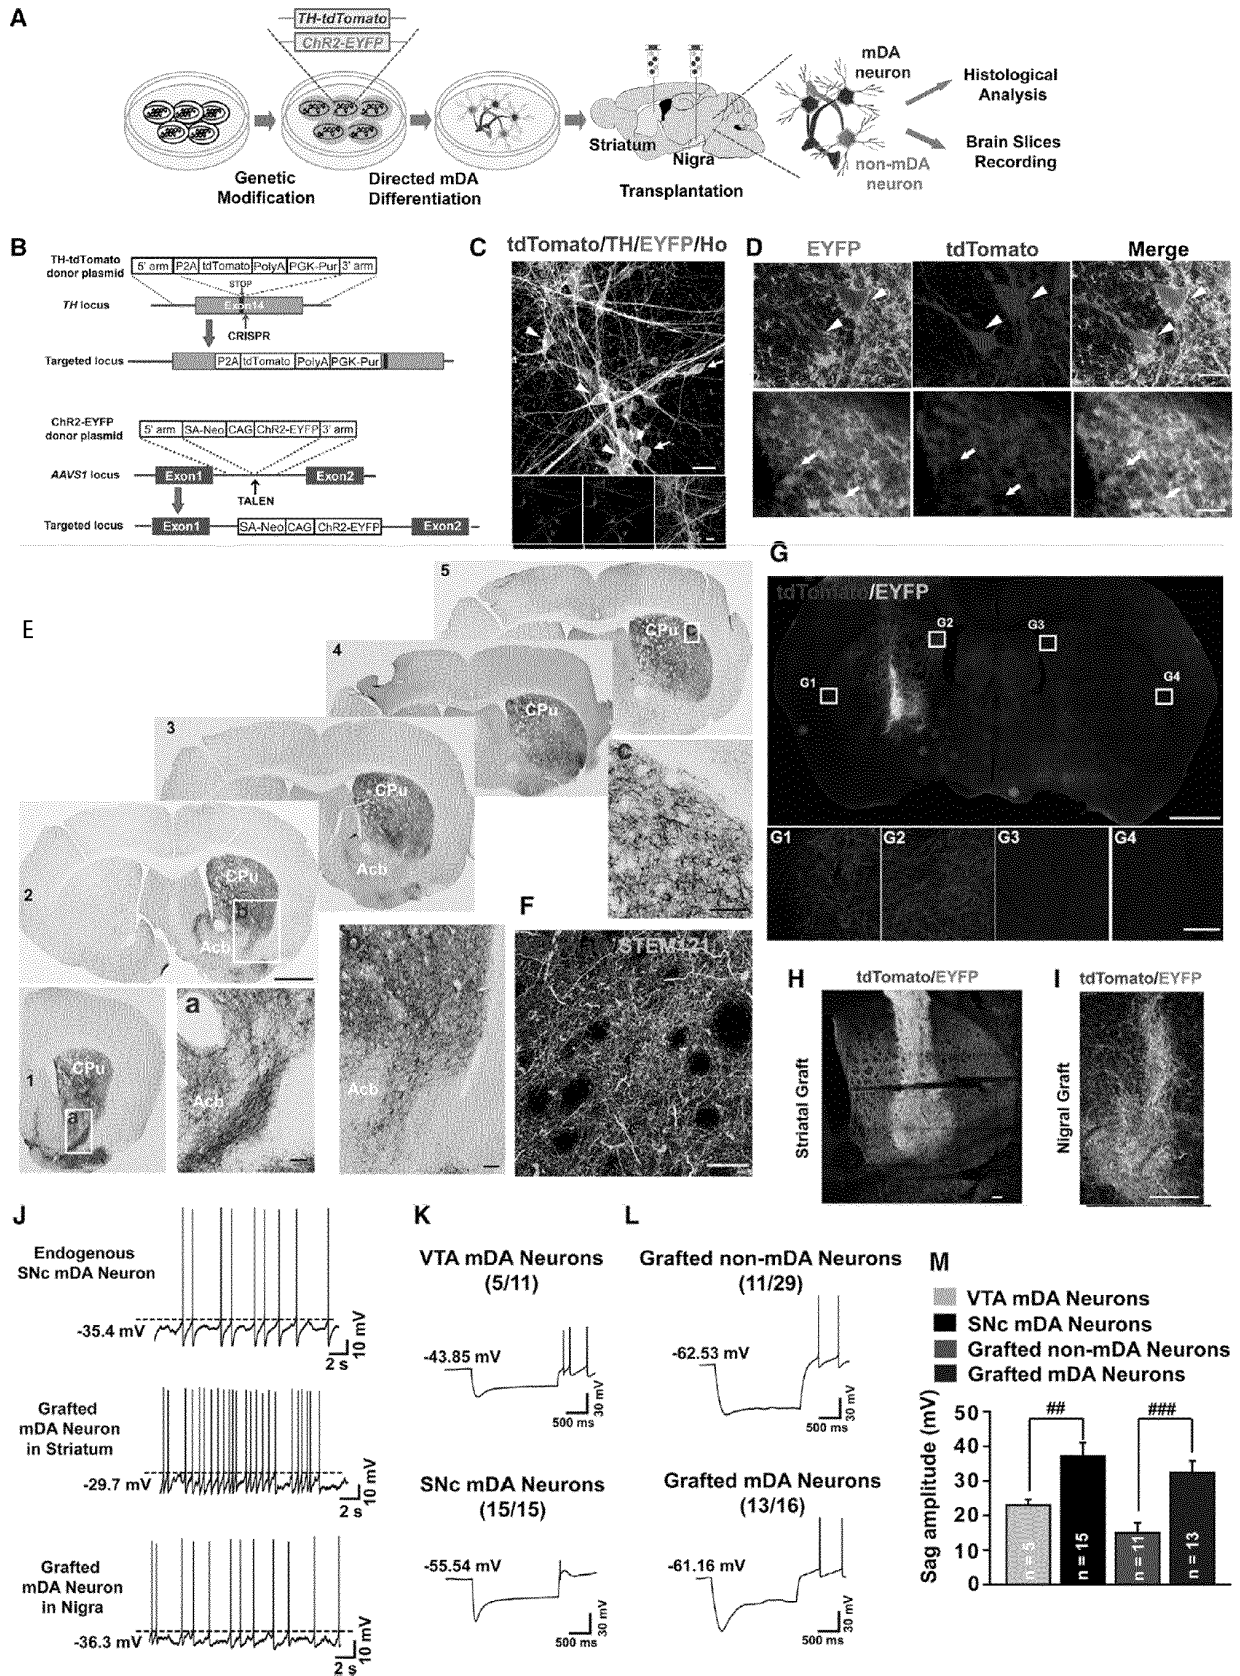 A
TH-tdTomato
ChR2-EYFP
Genetic
Modification
Directed mDA
Differentiation
Striatum
Nigra
Transplantation
mDA
neuron
non-mDA
neuron
Histological
Analysis
Brain Slices
Recording
B
TH-tdTomato
donor plasmid
5' arm P2A tdTomato PolyA PGK-Pur 3' arm
STOP
TH locus
Exon14
CRISPR
Targeted locus
P2A tdTomato PolyA PGK-Pur
ChR2-EYFP
donor plasmid
5' arm SA-Neo CAG ChR2-EYFP 3' arm
AAVS1 locus
Exon1
Exon2
TALEN
Targeted locus
Exon1
SA-Neo CAG ChR2-EYFP
Exon2
C
tdTomato/TH/EYFP/Ho
D
EYFP
tdTomato
Merge
E
5
CPu
c
4
CPu
3
CPu
Acb
c
2
CPu
b
Acb
1
CPu
a
a
Acb
Acb
F
G
tdTomato/EYFP
G1
G2
G3
G4
G1
G2
G3
G4
H
tdTomato/EYFP
Striatal Graft
I
tdTomato/EYFP
Nigral Graft
J
Endogenous
SNc mDA Neuron
-35.4 mV
2 s
10 mV
Grafted
mDA Neuron
in Striatum
-29.7 mV
2 s
10 mV
Grafted
mDA Neuron
in Nigra
-36.3 mV
2 s
10 mV
K
VTA mDA Neurons
(5/11)
-43.85 mV
500 ms
30 mV
SNc mDA Neurons
(15/15)
-55.54 mV
500 ms
30 mV
L
Grafted non-mDA Neurons
(11/29)
-62.53 mV
500 ms
30 mV
Grafted mDA Neurons
(13/16)
-61.16 mV
500 ms
30 mV
M
VTA mDA Neurons
SNc mDA Neurons
Grafted non-mDA Neurons
Grafted mDA Neurons
Sag amplitude (mV)
50
40
30
20
10
0
##
###
n = 5
n = 15
n = 11
n = 13